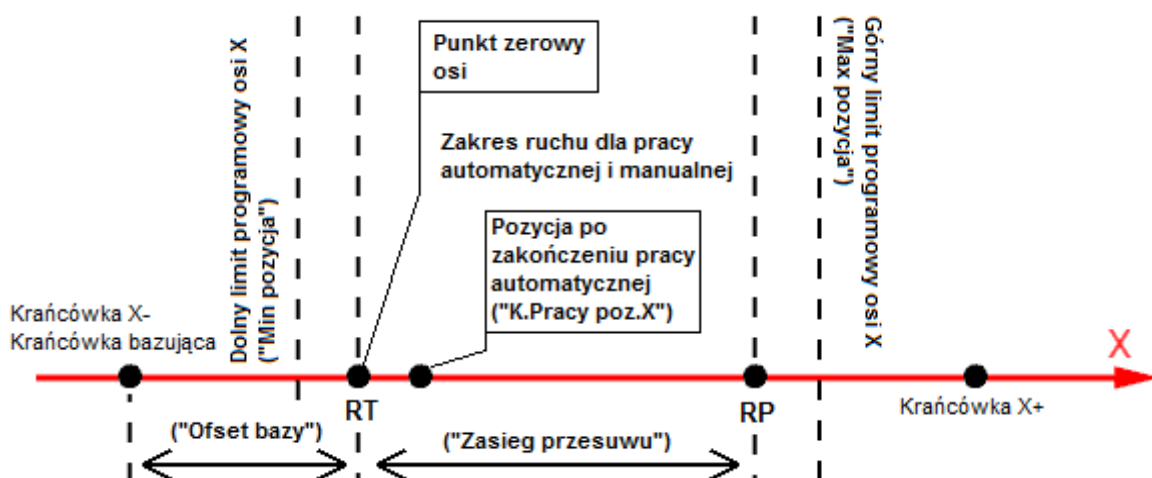 Dolny limit programowy osi X
("Min pozycja")
Punkt zerowy
osi
Górny limit programowy osi X
("Max pozycja")
Zakres ruchu dla pracy
automatycznej i manualnej
Pozycja po
zakończeniu pracy
automatycznej
("K.Pracy poz.X")
Krańcówka X-
Krańcówka bazująca
X
RT
RP
Krańcówka X+
("Ofset bazy")
("Zasieg przesuwu")